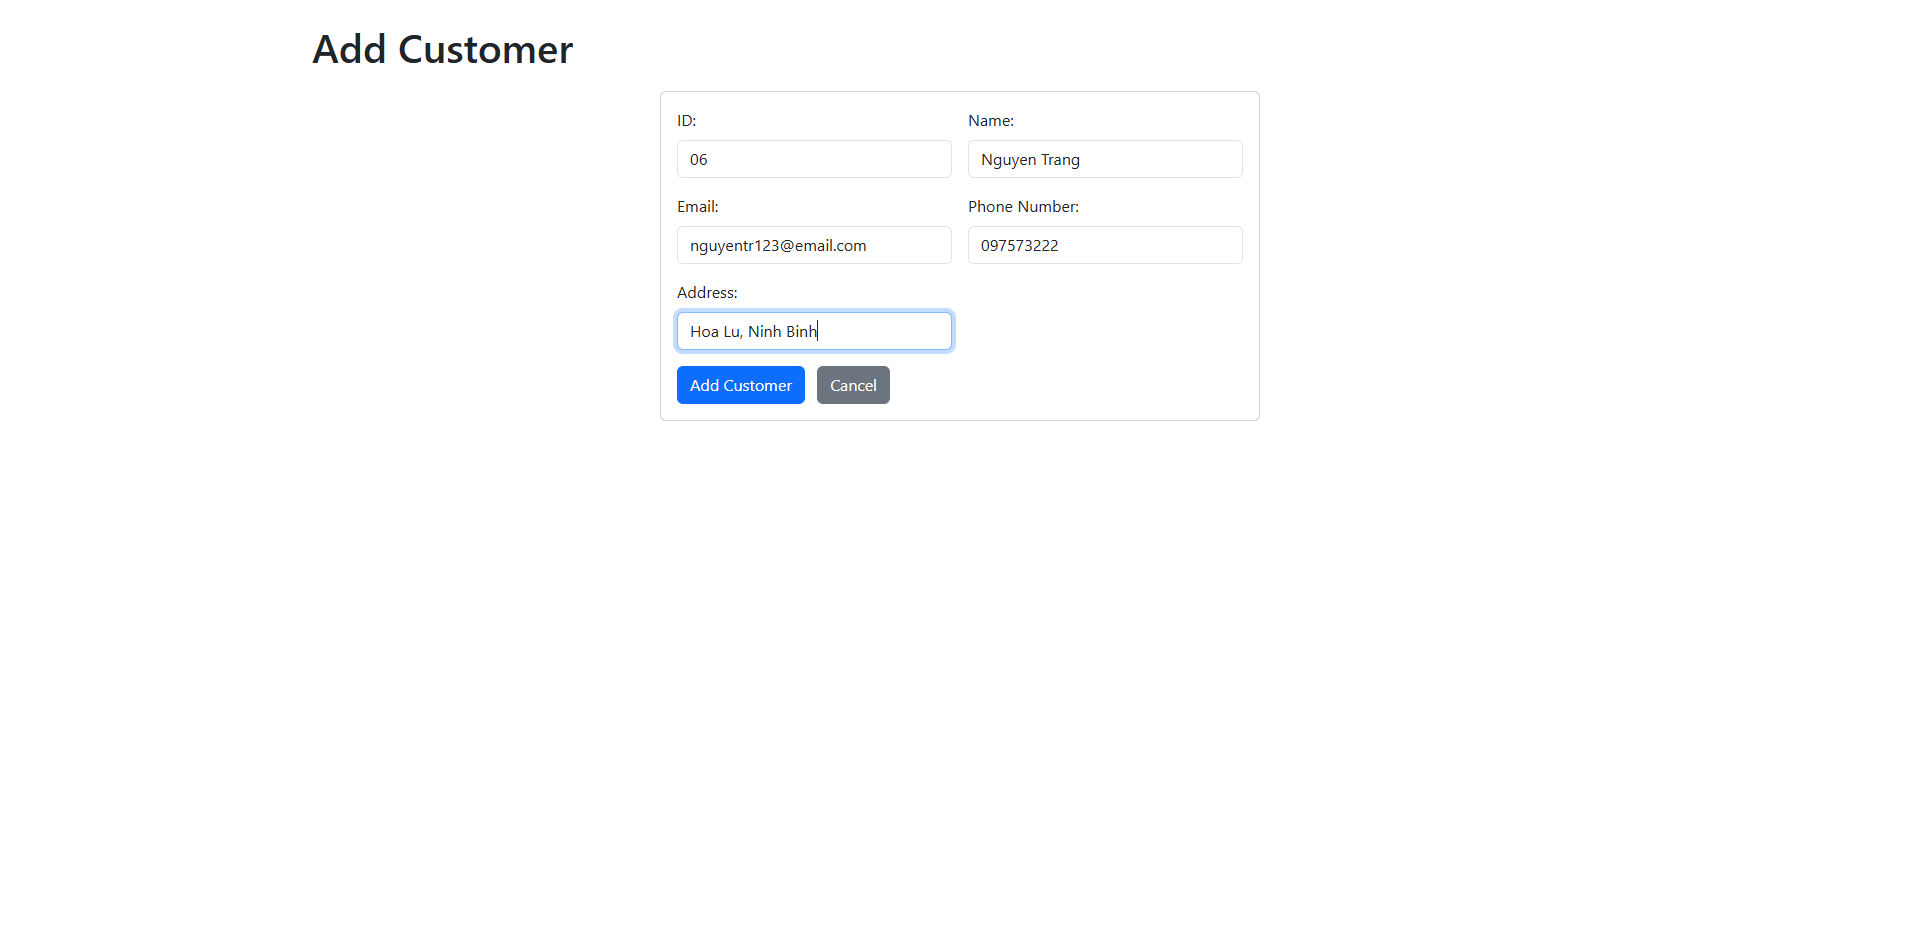 Add Customer
ID: Name:
06 Nguyen Trang
Email: Phone Number:
nguyentr123@email.com 097573222
Address:
Hoa Lu, Ninh Binh
Add Customer Cancel